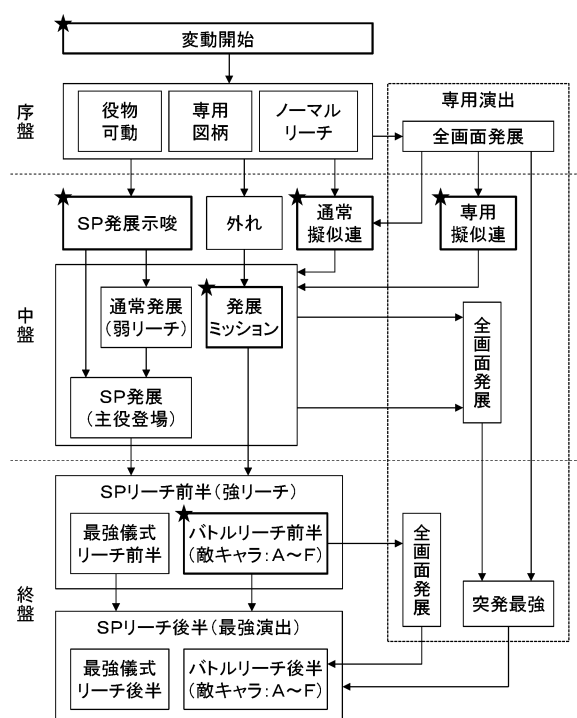 ★
変動開始
序盤
役物
可動
専用
図柄
ノーマル
リーチ
専用演出
全画面発展
★
SP発展示唆
外れ
★
通常
擬似連
★
専用
擬似連
中盤
通常発展
(弱リーチ)
★
発展
ミッション
全画面発展
SP発展
(主役登場)
終盤
SPリーチ前半(強リーチ)
最強儀式
リーチ前半
★
バトルリーチ前半
(敵キャラ:A~F)
全画面発展
突発最強
SPリーチ後半(最強演出)
最強儀式
リーチ後半
バトルリーチ後半
(敵キャラ:A~F)